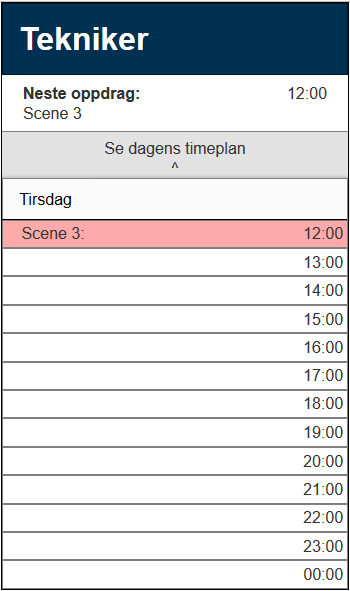 Tekniker
Neste oppdrag: 12:00
Scene 3
Se dagens timeplan
^
Tirsdag
Scene 3: 12:00
13:00
14:00
15:00
16:00
17:00
18:00
19:00
20:00
21:00
22:00
23:00
00:00